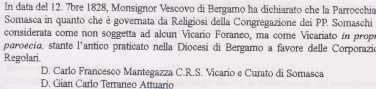 In data del 12. 7bre 1828, Monsignor Vescovo di Bergamo ha dichiarato che la Parrocchia
Somasca in quanto che è governata da Religiosi della Congregazione dei PP. Somaschi
considerata come non soggetta ad alcun Vicario Foraneo, ma come Vicariato in propr
paroecia, stante l'antico praticato nella Diocesi di Bergamo a favore delle Corporazio
Regolari.
D. Carlo Francesco Mantegazza C.R.S. Vicario e Curato di Somasca
D. Gian Carlo Terraneo Attuario